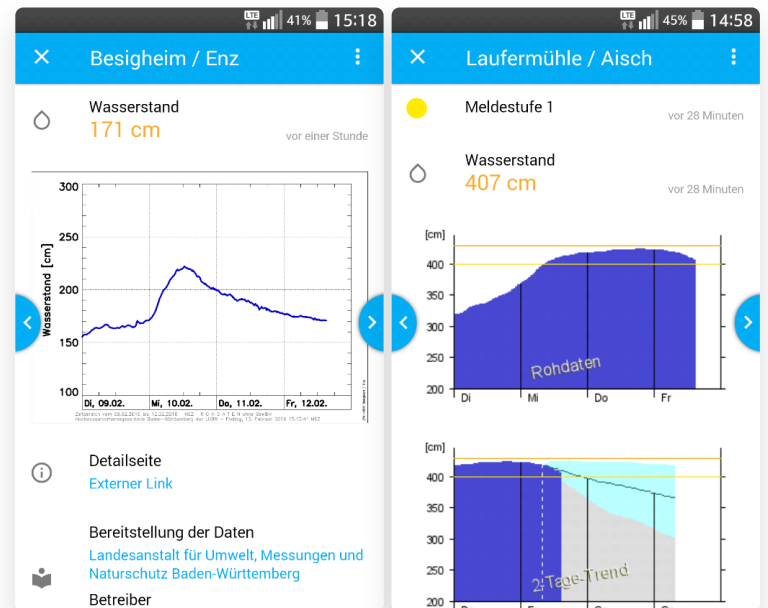 LTE 41% 15:18
Besigheim / Enz
Wasserstand
171 cm
vor einer Stunde
300
250
200
150
100
Wasserstand [cm]
Di, 09.02. Mi, 10.02. Do, 11.02. Fr, 12.02.
Detailseite
Externer Link
Bereitstellung der Daten
Landesanstalt für Umwelt, Messungen und
Naturschutz Baden-Württemberg
Betreiber
LTE 45% 14:58
Laufermühle / Aisch
Meldestufe 1
vor 28 Minuten
Wasserstand
407 cm
vor 28 Minuten
[cm]
400
350
300
250
200
Rohdaten
Di Mi Do Fr
[cm]
400
350
300
250
200
2-Tage-Trend